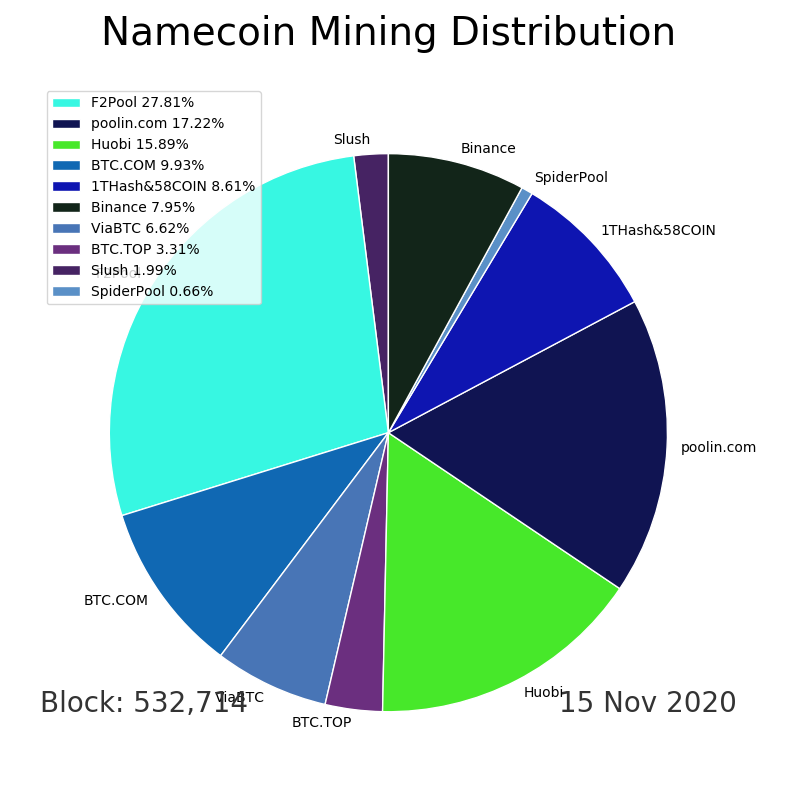 Namecoin Mining Distribution
F2Pool 27.81%
poolin.com 17.22%
Huobi 15.89%
BTC.COM 9.93%
1THash&58COIN 8.61%
Binance 7.95%
ViaBTC 6.62%
BTC.TOP 3.31%
Slush 1.99%
SpiderPool 0.66%
Slush
Binance
SpiderPool
1THash&58COIN
F2Pool
poolin.com
BTC.COM
Huobi
ViaBTC
BTC.TOP
Block: 532,714
15 Nov 2020